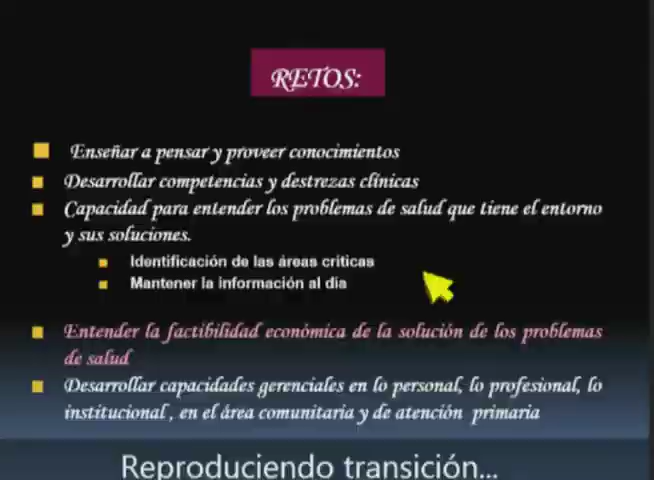 RETOS:
Enseñar a pensar y proveer conocimientos
Desarrollar competencias y destrezas clínicas
Capacidad para entender los problemas de salud que tiene el entorno
y sus soluciones.
Identificación de las áreas críticas
Mantener la información al día
Entender la factibilidad económica de la solución de los problemas
de salud
Desarrollar capacidades gerenciales en lo personal, lo profesional, lo
institucional , en el área comunitaria y de atención primaria
Reproduciendo transición...